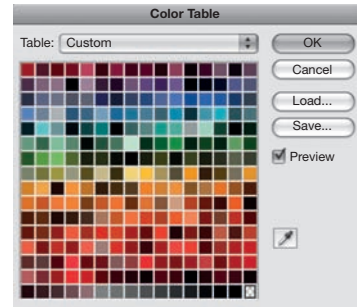 Color Table
Table: Custom
OK
Cancel
Load...
Save...
Preview